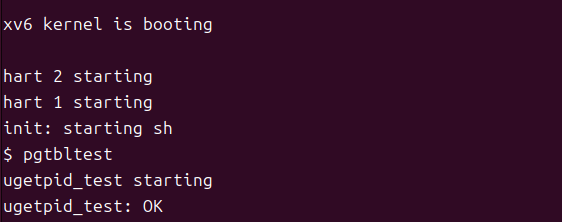 xv6 kernel is booting
hart 2 starting
hart 1 starting
init: starting sh
$ pgtbltest
ugetpid_test starting
ugetpid_test: OK